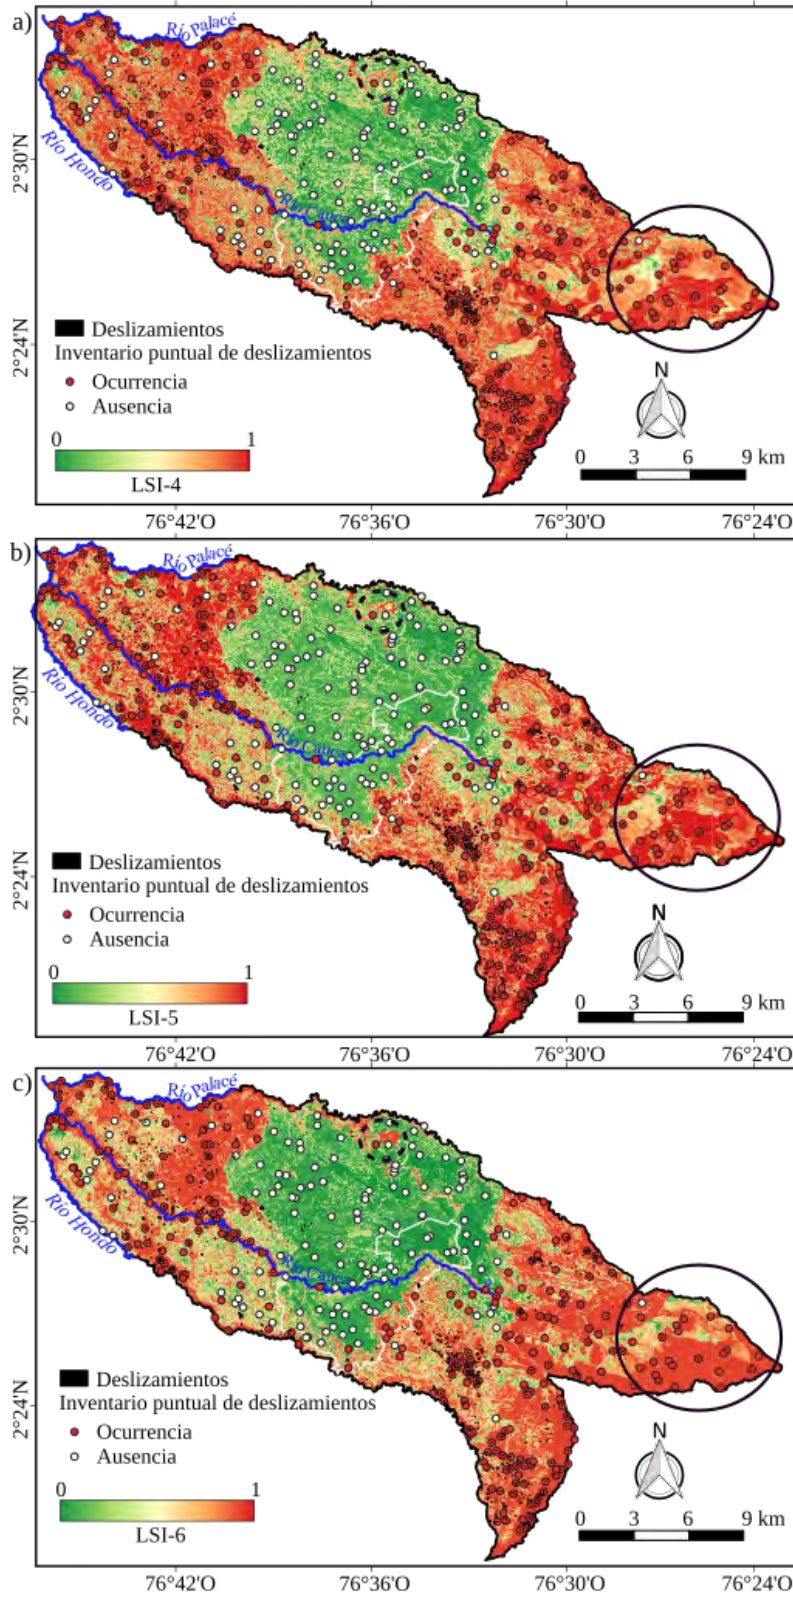 a)
Río Palacé
Río Hondo
Río Cauca
2°30'N
2°24'N
Deslizamientos
Inventario puntual de deslizamientos
Ocurrencia
Ausencia
0 1
LSI-4
N
0 3 6 9 km
76°42'O 76°36'O 76°30'O 76°24'O
b)
Río Palacé
Río Hondo
Río Cauca
2°30'N
2°24'N
Deslizamientos
Inventario puntual de deslizamientos
Ocurrencia
Ausencia
0 1
LSI-5
N
0 3 6 9 km
76°42'O 76°36'O 76°30'O 76°24'O
c)
Río Palacé
Río Hondo
Río Cauca
2°30'N
2°24'N
Deslizamientos
Inventario puntual de deslizamientos
Ocurrencia
Ausencia
0 1
LSI-6
N
0 3 6 9 km
76°42'O 76°36'O 76°30'O 76°24'O